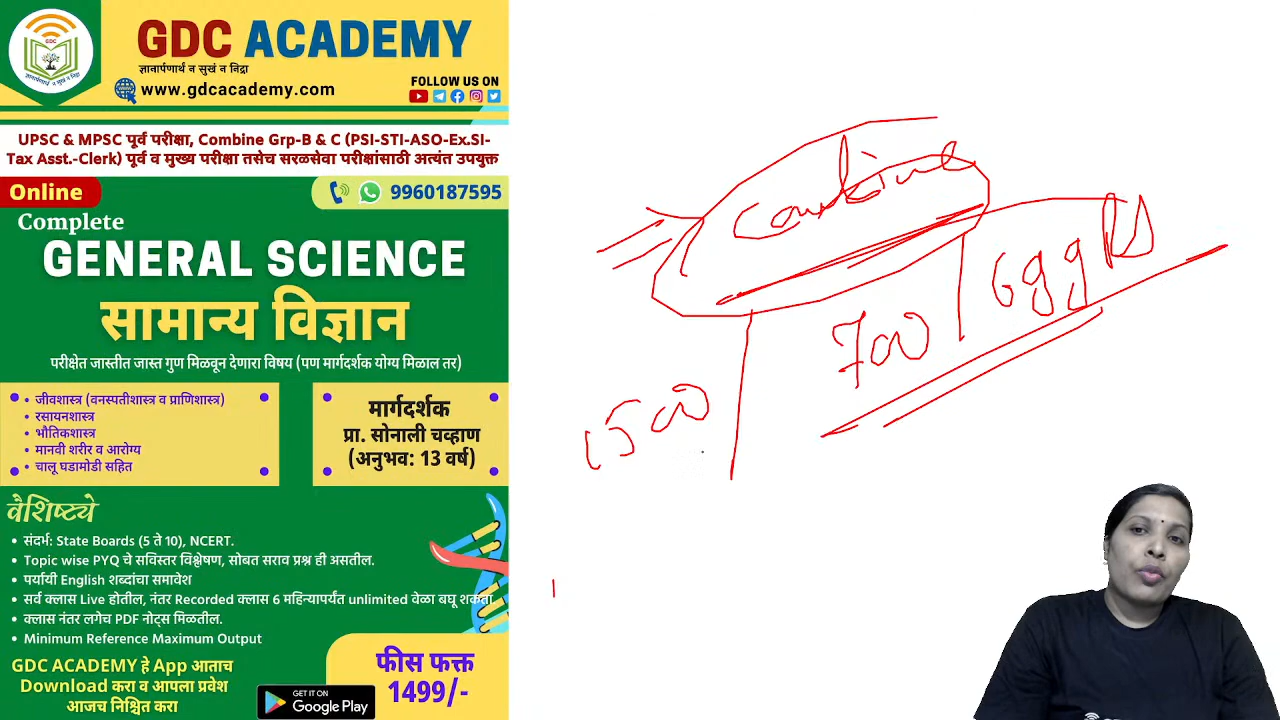 GDC
GDC ACADEMY
ज्ञानार्पणार्थं न सुखं न निद्रा
www.gdcacademy.com
FOLLOW US ON
UPSC & MPSC पूर्व परीक्षा, Combine Grp-B & C (PSI-STI-ASO-Ex.SI-
Tax Asst.-Clerk) पूर्व व मुख्य परीक्षा तसेच सरळसेवा परीक्षांसाठी अत्यंत उपयुक्त
Online
9960187595
Complete
GENERAL SCIENCE
सामान्य विज्ञान
परीक्षेत जास्तीत जास्त गुण मिळवून देणारा विषय (पण मार्गदर्शक योग्य मिळाल तर)
जीवशास्त्र (वनस्पतीशास्त्र व प्राणिशास्त्र)
रसायनशास्त्र
भौतिकशास्त्र
मानवी शरीर व आरोग्य
चालू घडामोडी सहित
मार्गदर्शक
प्रा. सोनाली चव्हाण
(अनुभव: 13 वर्ष)
वैशिष्ट्ये
संदर्भ: State Boards (5 ते 10), NCERT.
Topic wise PYQ चे सविस्तर विश्लेषण, सोबत सराव प्रश्न ही असतील.
पर्यायी English शब्दांचा समावेश
सर्व क्लास Live होतील, नंतर Recorded क्लास 6 महिन्यापर्यंत unlimited वेळा बघू शकता.
क्लास नंतर लगेच PDF नोट्स मिळतील.
Minimum Reference Maximum Output
GDC ACADEMY हे App आताच
Download करा व आपला प्रवेश
आजच निश्चित करा
GET IT ON
Google Play
फीस फक्त
1499/-
Combine
1500
700
699 RS